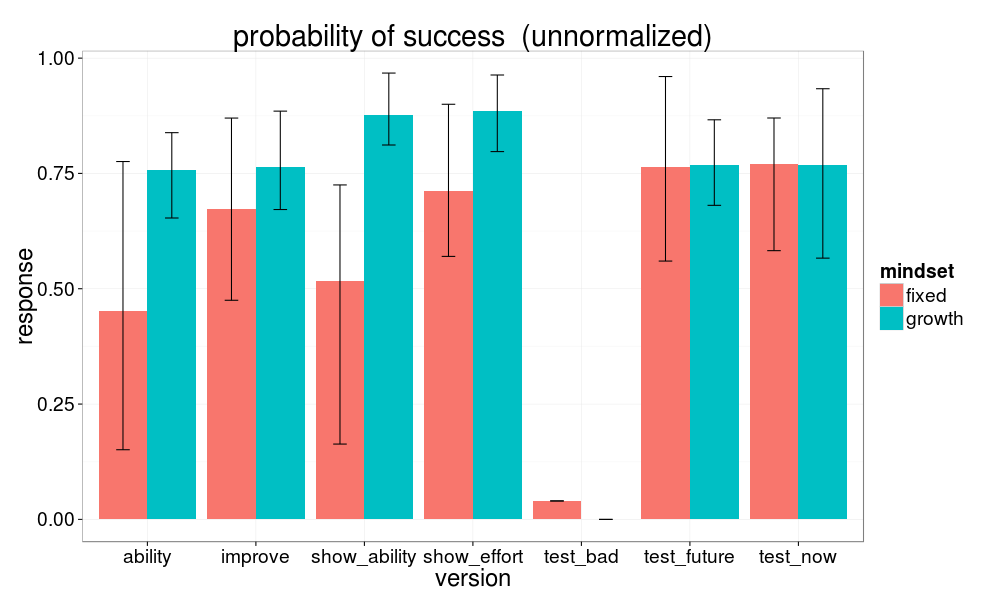 probability of success  (unnormalized)
response
1.00
0.75
0.50
0.25
0.00
ability improve show_ability show_effort test_bad test_future test_now
version
mindset
fixed
growth